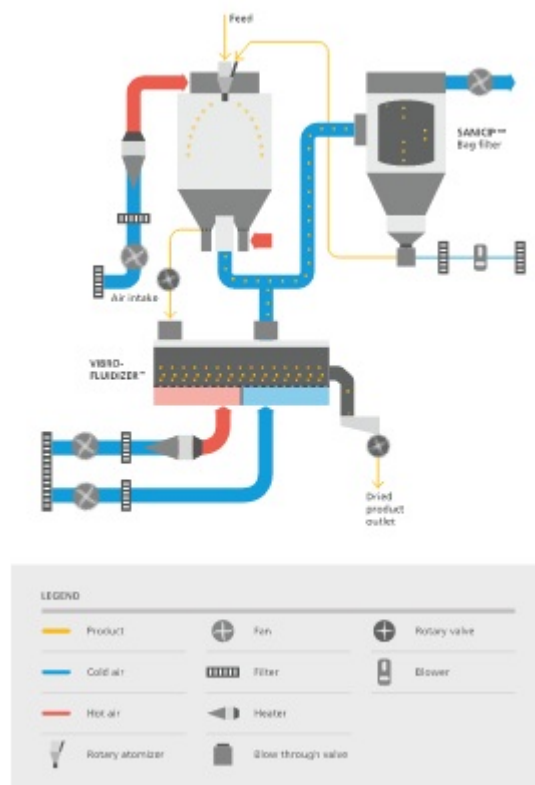 Feed
SANICIP™
Bag filter
Air intake
VIBRO-
FLUIDIZER™
Dried
product
outlet
LEGEND
Product
Fan
Rotary valve
Cold air
Filter
Blower
Hot air
Heater
Rotary atomizer
Blow through valve